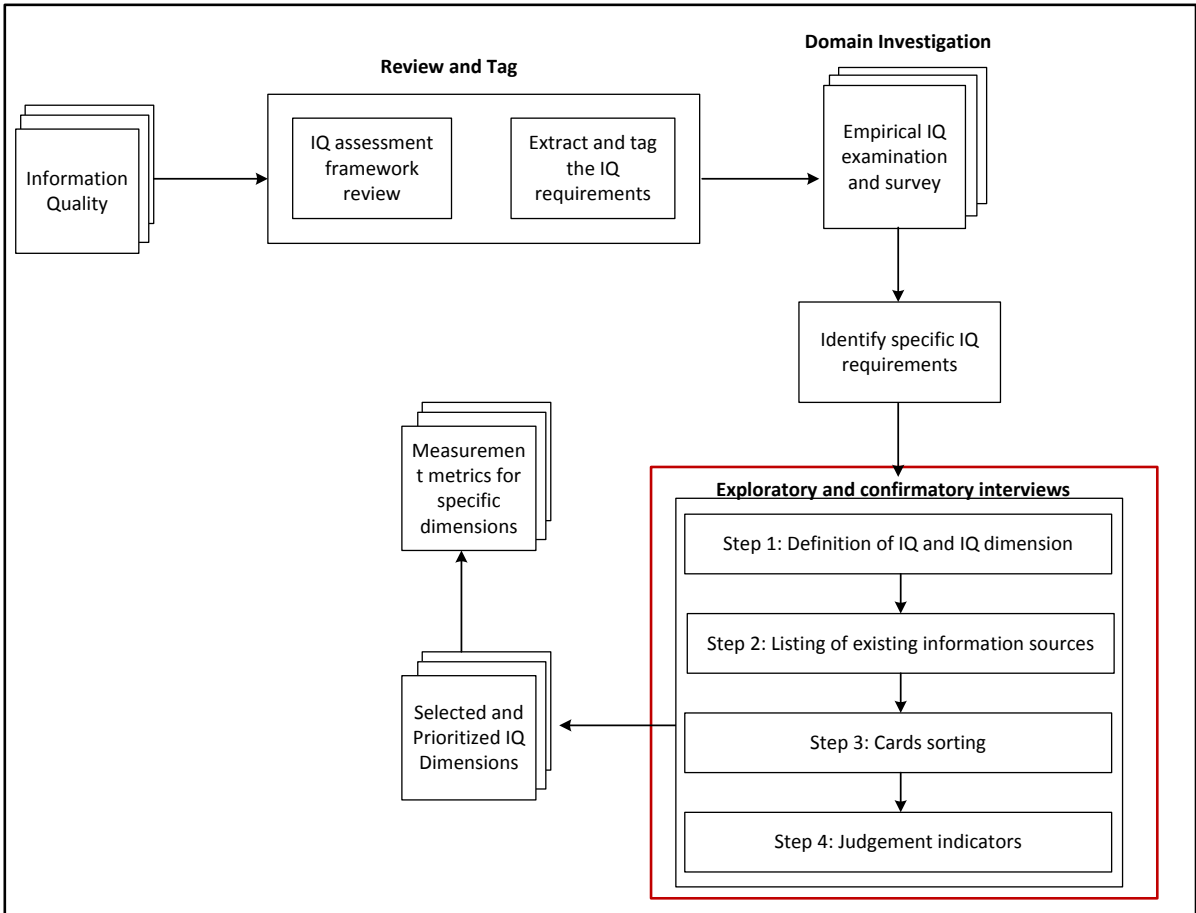 Domain Investigation
Review and Tag
Information
Quality
IQ assessment
framework
review
Extract and tag
the IQ
requirements
Empirical IQ
examination
and survey
Identify specific IQ
requirements
Exploratory and confirmatory interviews
Step 1: Definition of IQ and IQ dimension
Step 2: Listing of existing information sources
Step 3: Cards sorting
Step 4: Judgement indicators
Selected and
Prioritized IQ
Dimensions
Measuremen
t metrics for
specific
dimensions